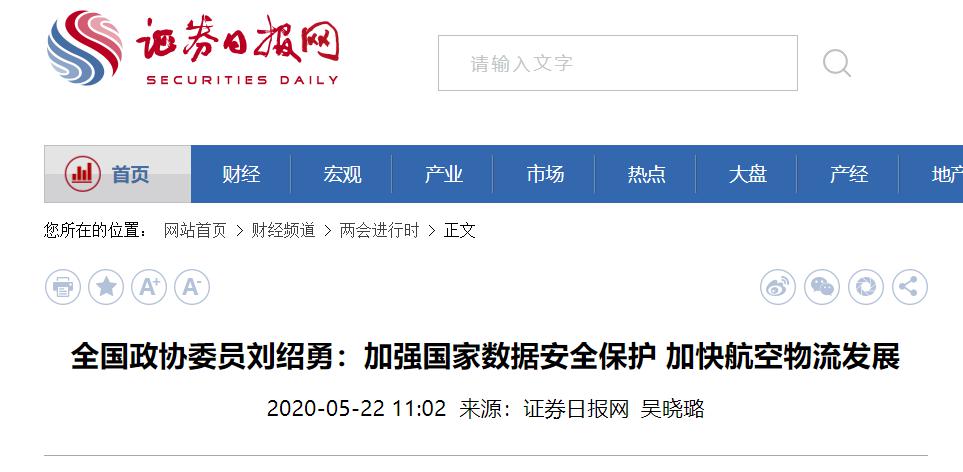 证券日报网
SECURITIES DAILY
请输入文字
首页 财经 宏观 产业 市场 热点 大盘 产经 地产
您所在的位置： 网站首页 > 财经频道 > 两会进行时 > 正文
A+ A-
全国政协委员刘绍勇：加强国家数据安全保护 加快航空物流发展
2020-05-22 11:02 来源：证券日报网 吴晓璐